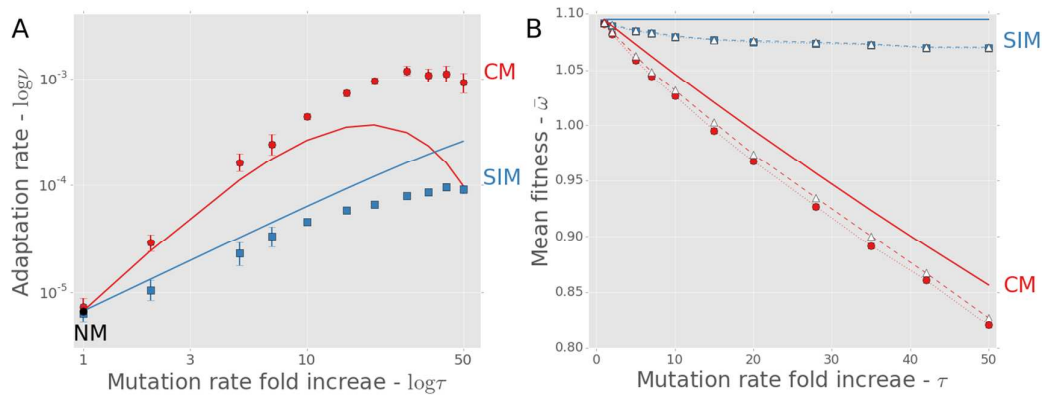 A
Adaptation rate - logν
10⁻³
10⁻⁴
10⁻⁵
CM
SIM
NM
1
3
10
50
Mutation rate fold increae - logτ
B
Mean fitness - ω̄
1.10
1.05
1.00
0.95
0.90
0.85
0.80
SIM
CM
0
10
20
30
40
50
Mutation rate fold increae - τ